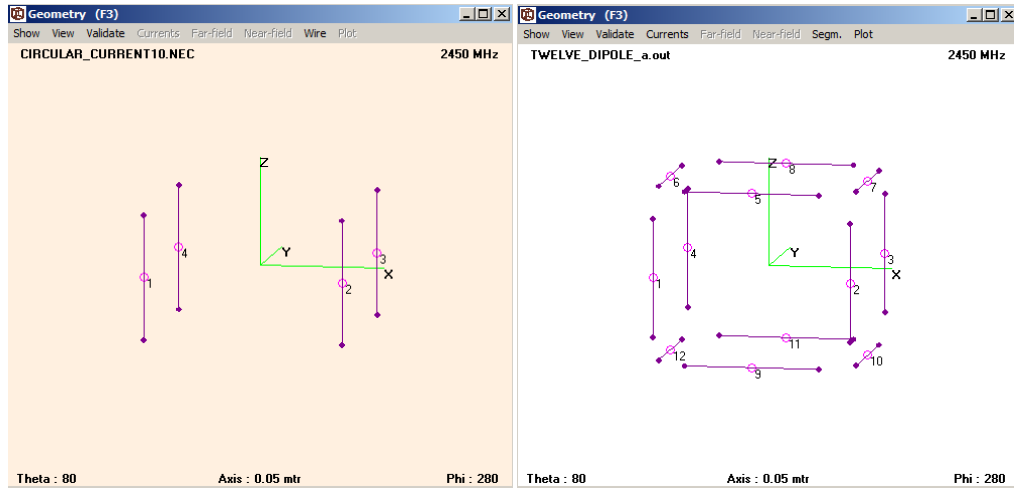 Geometry (F3)
Show View Validate Currents Far-field Near-field Wire Plot
CIRCULAR_CURRENT10.NEC 2450 MHz
Z
Y
X
1
2
3
4
Theta : 80 Axis : 0.05 mtr Phi : 280
Geometry (F3)
Show View Validate Currents Far-field Near-field Segm. Plot
TWELVE_DIPOLE_a.out 2450 MHz
Z
8
6
7
5
Y
4
3
X
1
2
11
12
10
9
Theta : 80 Axis : 0.05 mtr Phi : 280